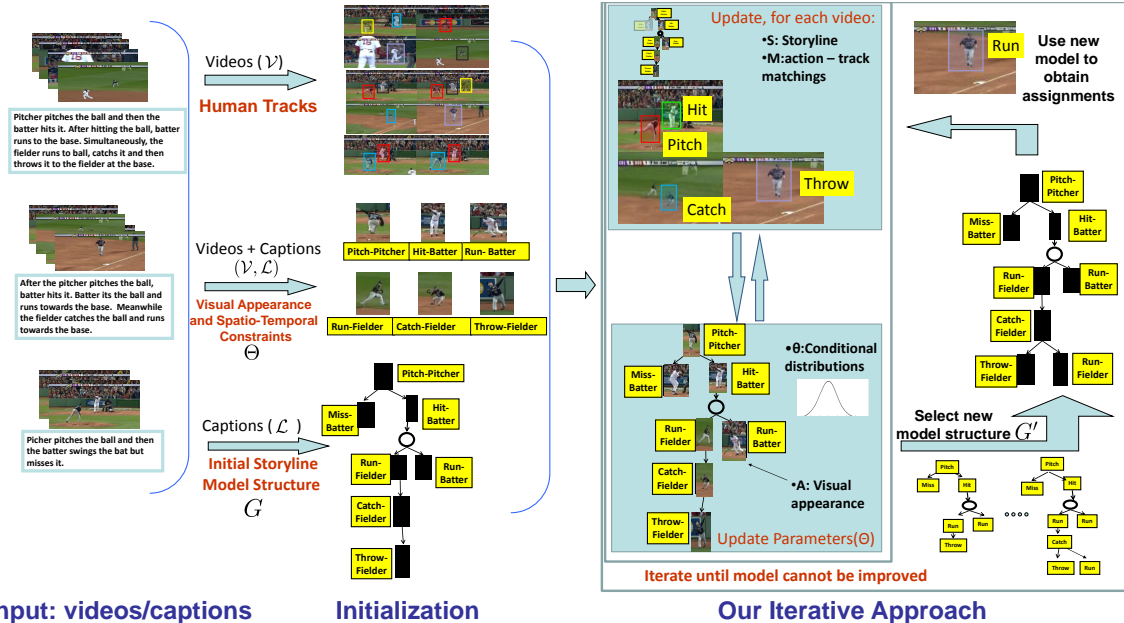 Pitcher pitches the ball and then the
batter hits it. After hitting the ball, batter
runs to the base. Simultaneously, the
fielder runs to ball, catchs it and then
throws it to the fielder at the base.
After the pitcher pitches the ball,
batter hits it. Batter its the ball and
runs towards the base. Meanwhile
the fielder catches the ball and runs
towards the base.
Picher pitches the ball and then
the batter swings the bat but
misses it.
nput: videos/captions
Videos (𝒱)
Human Tracks
Videos + Captions
(𝒱, ℒ)
Visual Appearance
and Spatio-Temporal
Constraints
Θ
Captions (ℒ )
Initial Storyline
Model Structure
G
Pitch-Pitcher
Hit-Batter
Run- Batter
Run-Fielder
Catch-Fielder
Throw-Fielder
Pitch-Pitcher
Miss-
Batter
Hit-
Batter
Run-
Fielder
Run-
Batter
Catch-
Fielder
Throw-
Fielder
Initialization
Update, for each video:
•S: Storyline
•M:action – track
matchings
Hit
Pitch
Catch
Throw
Pitch-
Pitcher
Miss-
Batter
Hit-
Batter
•θ:Conditional
distributions
Run-
Fielder
Run-
Batter
Catch-
Fielder
•A: Visual
appearance
Throw-
Fielder
Update Parameters(Θ)
Iterate until model cannot be improved
Run
Use new
model to
obtain
assignments
Pitch-
Pitcher
Miss-
Batter
Hit-
Batter
Run-
Fielder
Run-
Batter
Catch-
Fielder
Throw-
Fielder
Run-
Fielder
Select new
model structure G′
Pitch
Miss
Hit
Run
Run
Throw
Pitch
Miss
Hit
Run
Run
Catch
Throw
Run
Our Iterative Approach